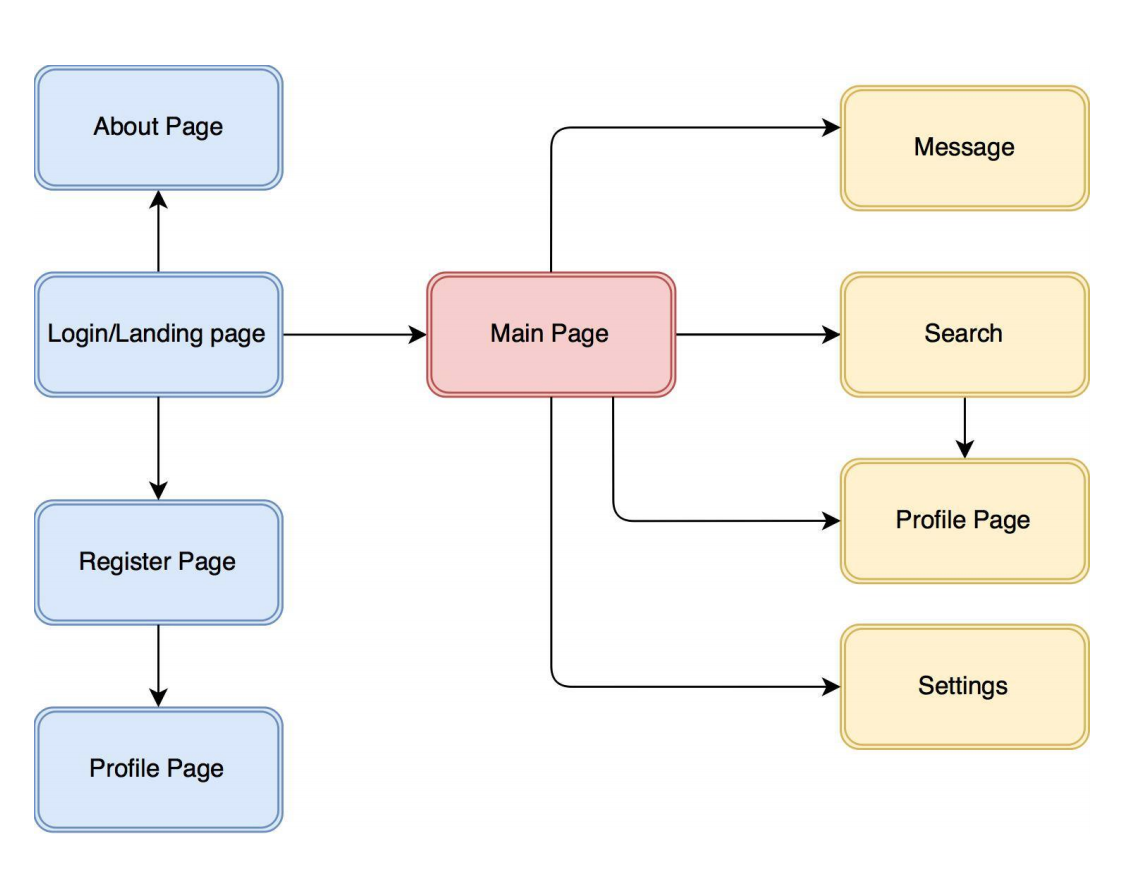 About Page
Login/Landing page
Register Page
Profile Page
Main Page
Message
Search
Profile Page
Settings